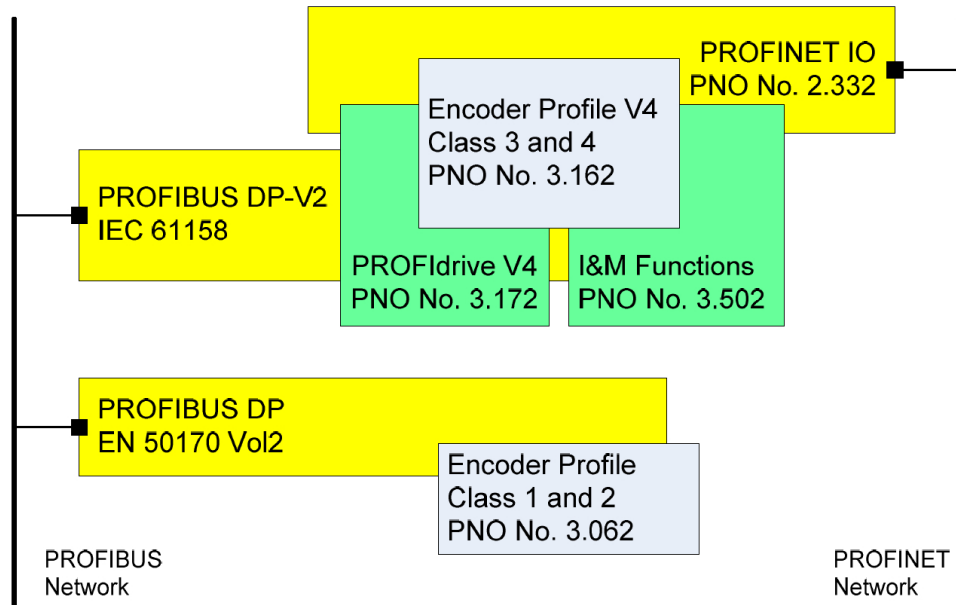 PROFINET IO
PNO No. 2.332
Encoder Profile V4
Class 3 and 4
PNO No. 3.162
PROFIBUS DP-V2
IEC 61158
PROFIdrive V4
PNO No. 3.172
I&M Functions
PNO No. 3.502
PROFIBUS DP
EN 50170 Vol2
Encoder Profile
Class 1 and 2
PNO No. 3.062
PROFIBUS
Network
PROFINET
Network